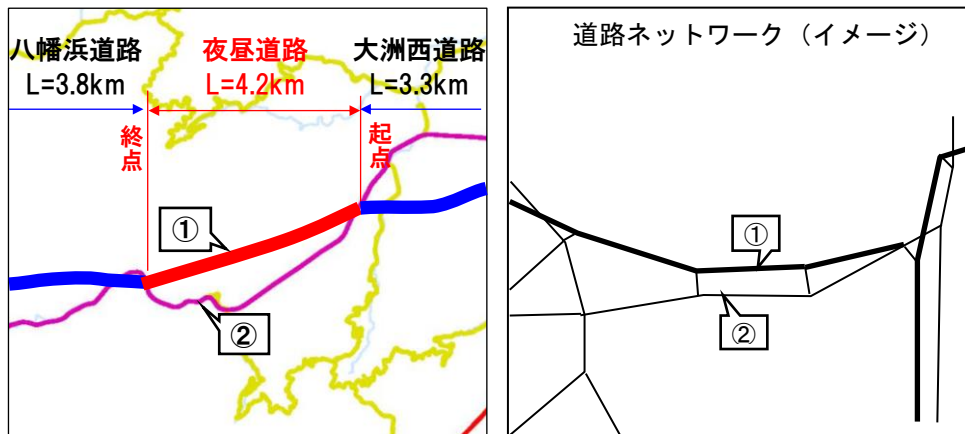 八幡浜道路
L=3.8km
夜昼道路
L=4.2km
大洲西道路
L=3.3km
終点
起点
①
②
道路ネットワーク（イメージ）
①
②